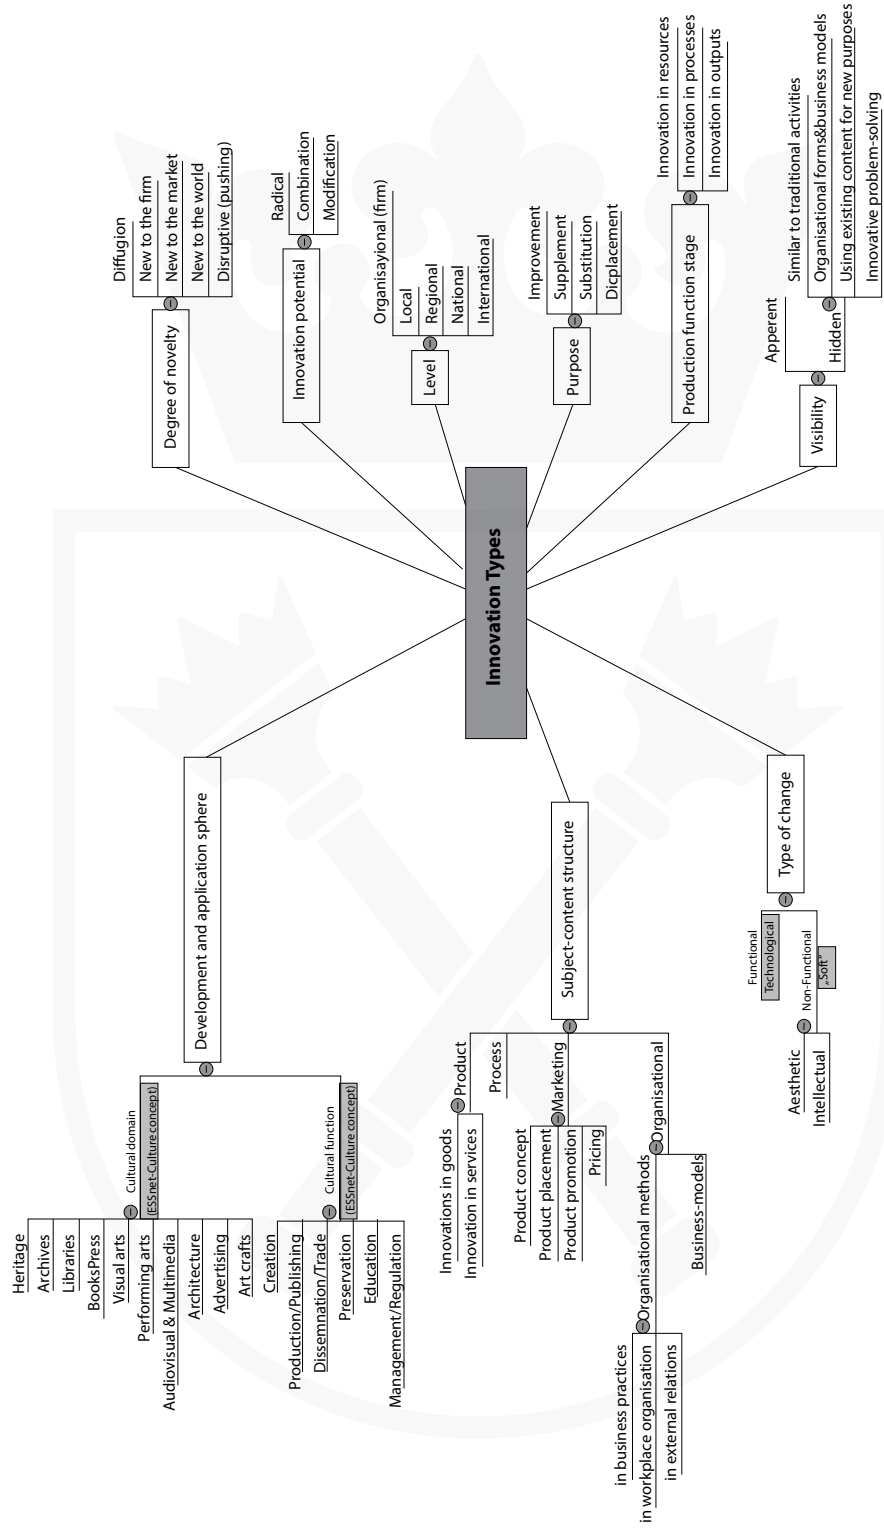 Innovation Types
Degree of novelty
Diffugion
New to the firm
New to the market
New to the world
Disruptive (pushing)
Innovation potential
Radical
Combination
Modification
Level
Organisayional (firm)
Local
Regional
National
International
Purpose
Improvement
Supplement
Substitution
Dicplacement
Production function stage
Innovation in resources
Innovation in processes
Innovation in outputs
Visibility
Apperent
Hidden
Similar to traditional activities
Organisational forms&business models
Using existing content for new purposes
Innovative problem-solving
Development and application sphere
Cultural domain
(ESSnet-Culture concept)
Heritage
Archives
Libraries
BooksPress
Visual arts
Performing arts
Audiovisual & Multimedia
Architecture
Advertising
Art crafts
Cultural function
(ESSnet-Culture concept)
Creation
Production/Publishing
Dissemnation/Trade
Preservation
Education
Management/Regulation
Subject-content structure
Product
Innovations in goods
Innovation in services
Process
Marketing
Product concept
Product placement
Product promotion
Pricing
Organisational
Organisational methods
in business practices
in workplace organisation
in external relations
Business-models
Type of change
Functional
Technological
Non-Functional
„Soft”
Aesthetic
Intellectual